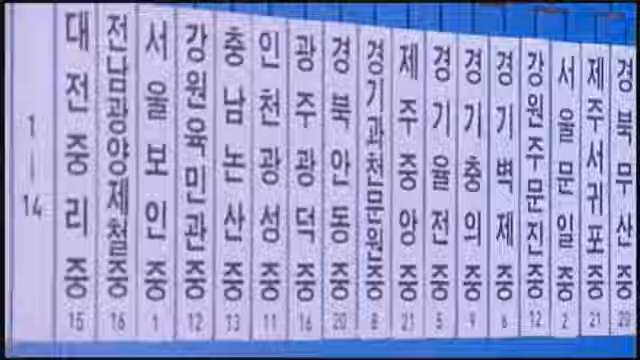 1-14
대전중리중 15
전남광양제철중 16
서울보인중 1
강원육민관중 12
충남논산중 13
인천광성중 11
광주광덕중 16
경북안동중 20
경기과천문원중 8
제주중앙중 21
경기율전중 5
경기충의중
경기벽제중 6
강원주문진중 12
서울문일중 2
제주서귀포중 21
경북무산중 20